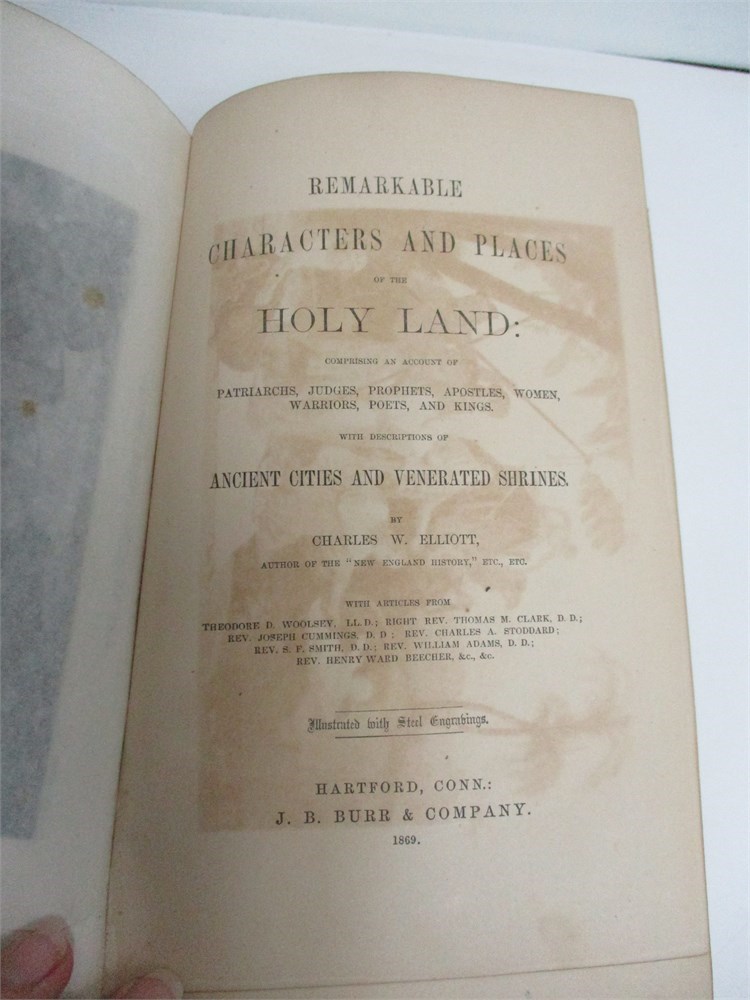 REMARKABLE
CHARACTERS AND PLACES
OF THE
HOLY LAND:
COMPRISING AN ACCOUNT OF
PATRIARCHS, JUDGES, PROPHETS, APOSTLES, WOMEN,
WARRIORS, POETS, AND KINGS.
WITH DESCRIPTIONS OF
ANCIENT CITIES AND VENERATED SHRINES.
BY
CHARLES W. ELLIOTT,
AUTHOR OF THE "NEW ENGLAND HISTORY," ETC., ETC.
WITH ARTICLES FROM
THEODORE D. WOOLSEY, LL. D.; RIGHT REV. THOMAS M. CLARK, D. D.;
REV. JOSEPH CUMMINGS, D. D; REV. CHARLES A. STODDARD;
REV. S. F. SMITH, D. D.; REV. WILLIAM ADAMS, D. D.;
REV. HENRY WARD BEECHER, &c., &c.
Illustrated with Steel Engravings.
HARTFORD, CONN.:
J. B. BURR & COMPANY.
1869.